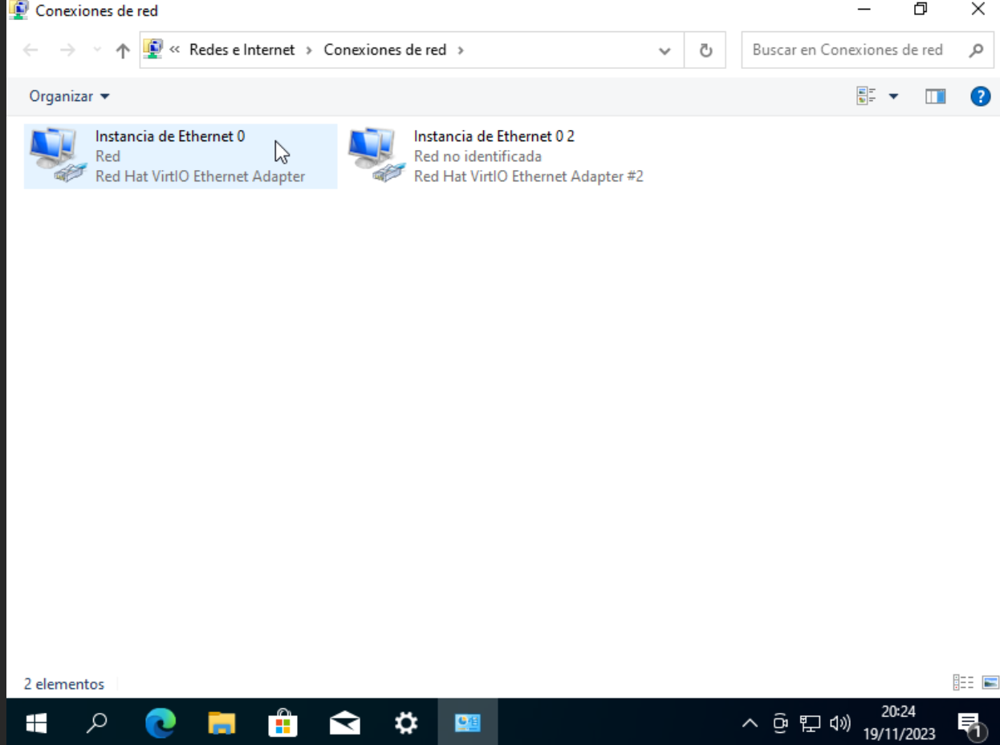 Conexiones de red
« Redes e Internet › Conexiones de red ›
Buscar en Conexiones de red
Organizar
Instancia de Ethernet 0
Red
Red Hat VirtIO Ethernet Adapter
Instancia de Ethernet 0 2
Red no identificada
Red Hat VirtIO Ethernet Adapter #2
2 elementos
20:24
19/11/2023
1